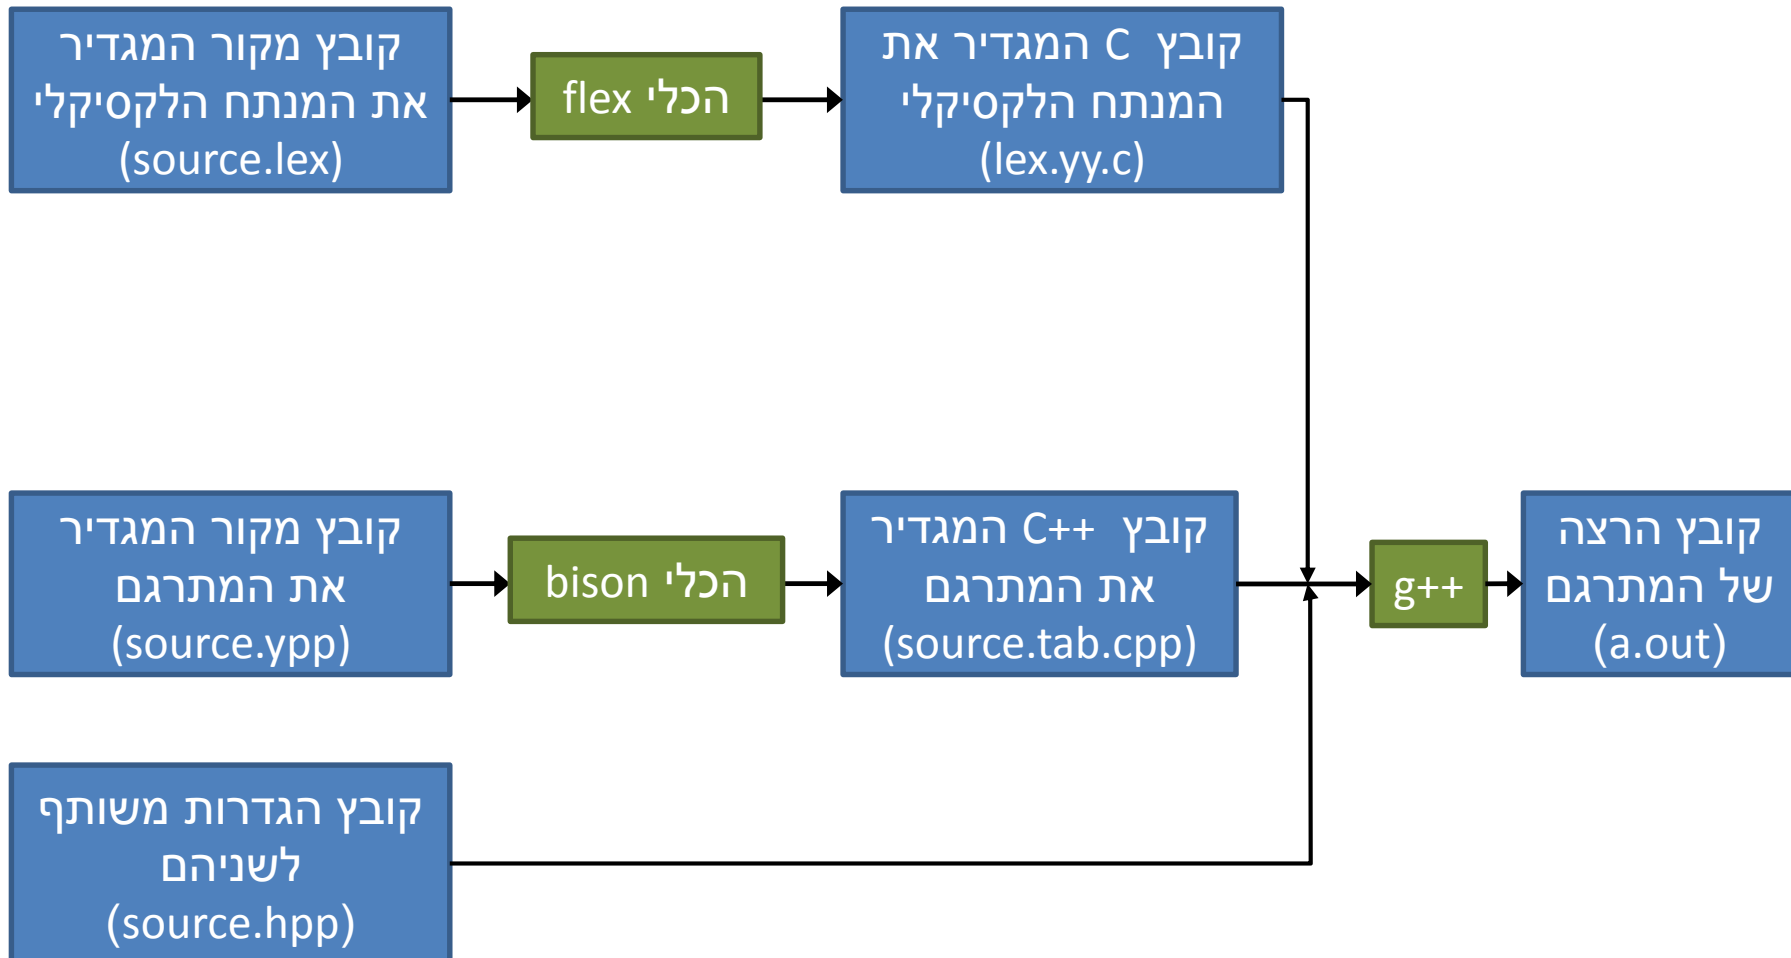 קובץ מקור המגדיר
את המנתח הלקסיקלי
(source.lex)
הכלי flex
קובץ C המגדיר את
המנתח הלקסיקלי
(lex.yy.c)
קובץ מקור המגדיר
את המתרגם
(source.ypp)
הכלי bison
קובץ C++ המגדיר
את המתרגם
(source.tab.cpp)
g++
קובץ הרצה
של המתרגם
(a.out)
קובץ הגדרות משותף
לשניהם
(source.hpp)